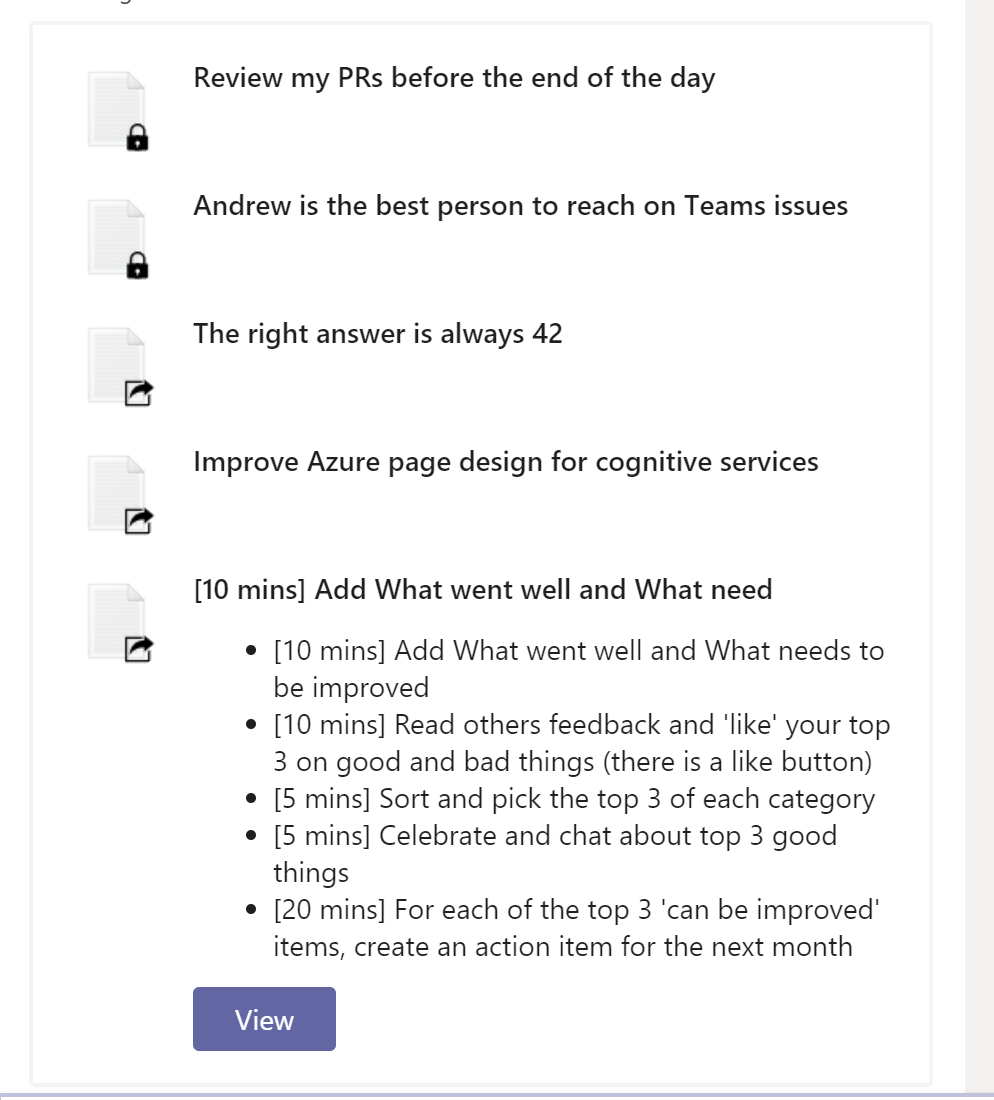 Review my PRs before the end of the day
Andrew is the best person to reach on Teams issues
The right answer is always 42
Improve Azure page design for cognitive services
[10 mins] Add What went well and What need
• [10 mins] Add What went well and What needs to
be improved
• [10 mins] Read others feedback and 'like' your top
3 on good and bad things (there is a like button)
• [5 mins] Sort and pick the top 3 of each category
• [5 mins] Celebrate and chat about top 3 good
things
• [20 mins] For each of the top 3 'can be improved'
items, create an action item for the next month
View